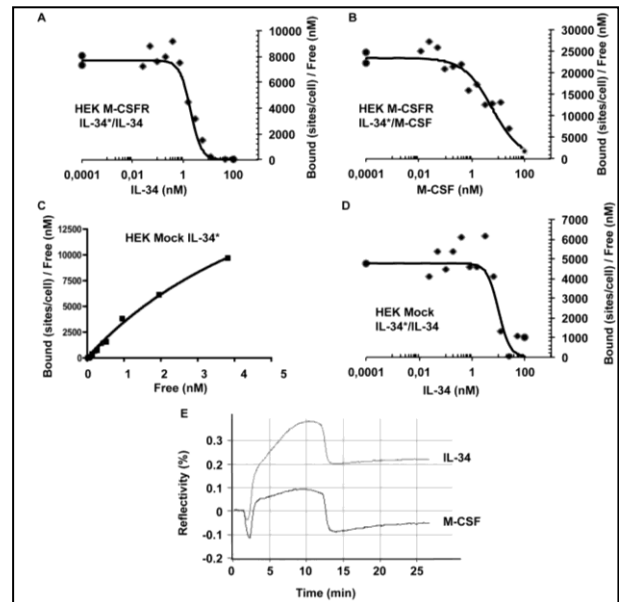 A
Bound (sites/cell) / Free (nM)
10000
8000
6000
4000
2000
0
HEK M-CSFR
IL-34*/IL-34
0,0001
0,01
1
100
IL-34 (nM)
B
Bound (sites/cell) / Free (nM)
30000
25000
20000
15000
10000
5000
0
HEK M-CSFR
IL-34*/M-CSF
0,0001
0,01
1
100
M-CSF (nM)
C
Bound (sites/cell) / Free (nM)
12500
10000
7500
5000
2500
0
HEK Mock IL-34*
0
1
2
3
4
5
Free (nM)
D
Bound (sites/cell) / Free (nM)
7000
6000
5000
4000
3000
2000
1000
0
HEK Mock
IL-34*/IL-34
0,0001
0,01
1
100
IL-34 (nM)
E
Reflectivity (%)
0.3
0.2
0.1
0
-0.1
-0.2
IL-34
M-CSF
0
5
10
15
20
25
Time (min)